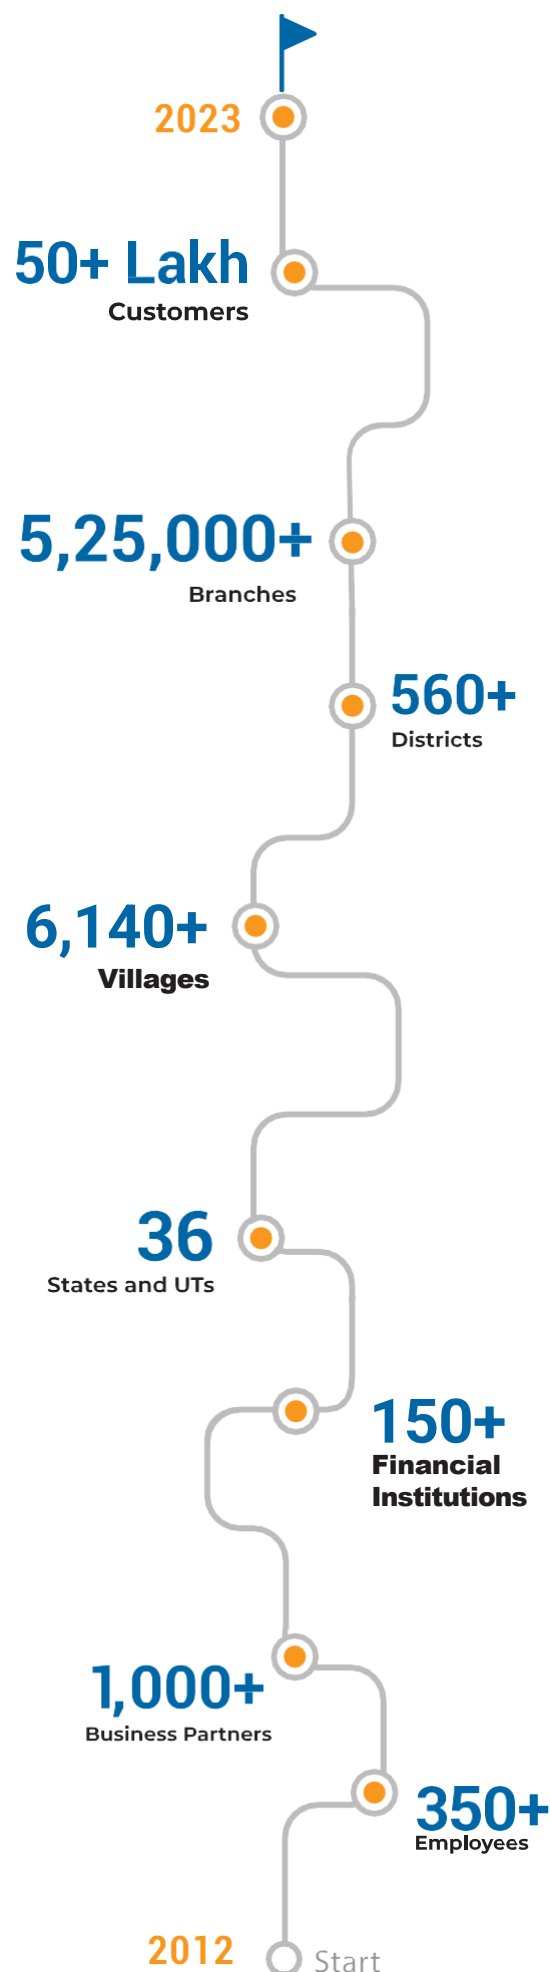 2023
50+ Lakh
Customers
5,25,000+
Branches
560+
Districts
6,140+
Villages
36
States and UTs
150+
Financial
Institutions
1,000+
Business Partners
350+
Employees
2012
Start